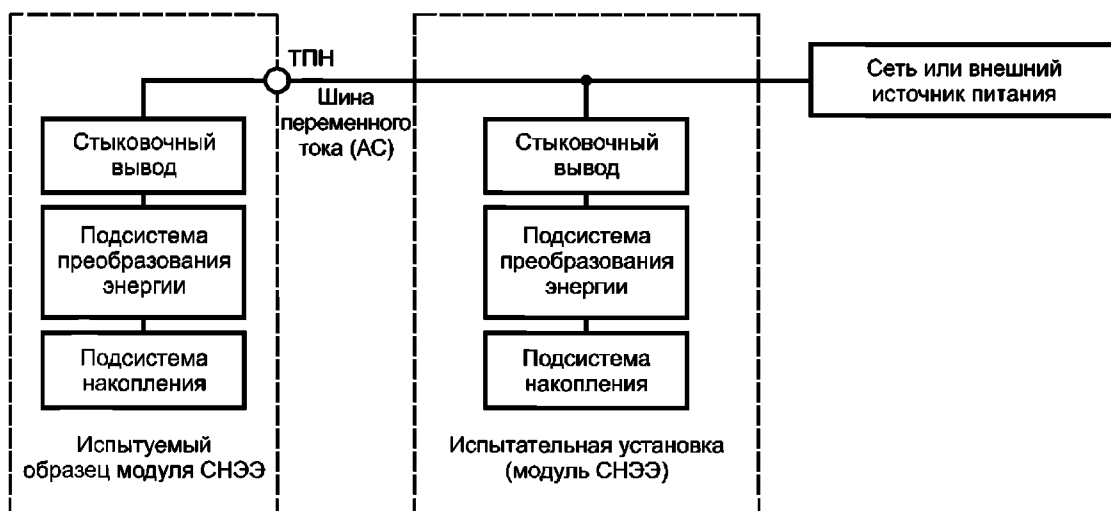 ТПН
Шина
переменного
тока (АС)
Сеть или внешний
источник питания
Стыковочный
вывод
Подсистема
преобразования
энергии
Подсистема
накопления
Испытуемый
образец модуля СНЭЭ
Стыковочный
вывод
Подсистема
преобразования
энергии
Подсистема
накопления
Испытательная установка
(модуль СНЭЭ)